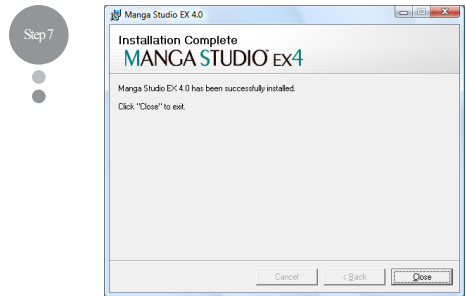 Step 7
Manga Studio EX 4.0
Installation Complete
MANGA STUDIO EX4
Manga Studio EX 4.0 has been successfully installed.
Click "Close" to exit.
Cancel
< Back
Close